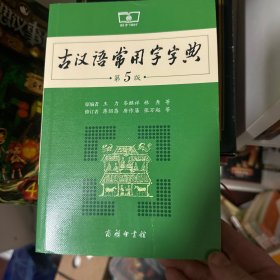 古汉语常用字字典
第5版
原编者 王力 岑麒祥 林焘 等
修订者 蒋绍愚 唐作藩 张万起 等
商务印书馆